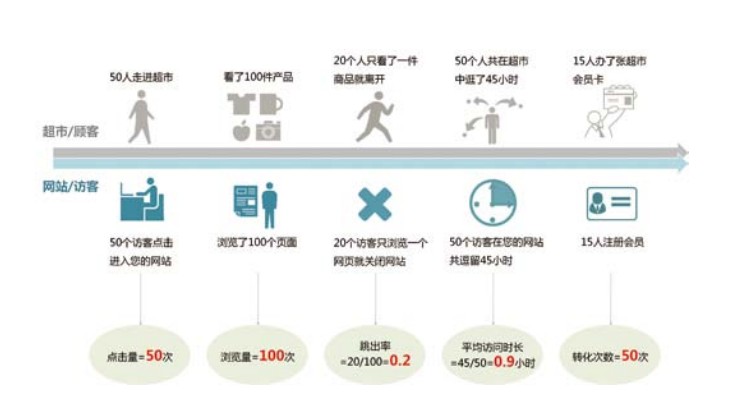 50人走进超市
看了100件产品
20个人只看了一件
商品就离开
50个人共在超市
中逛了45小时
15人办了张超市
会员卡
超市/顾客
网站/访客
50个访客点击
进入您的网站
浏览了100个页面
20个访客只浏览一个
网页就关闭网站
50个访客在您的网站
共逗留45小时
15人注册会员
点击量=50次
浏览量=100次
跳出率
=20/100=0.2
平均访问时长
=45/50=0.9小时
转化次数=50次